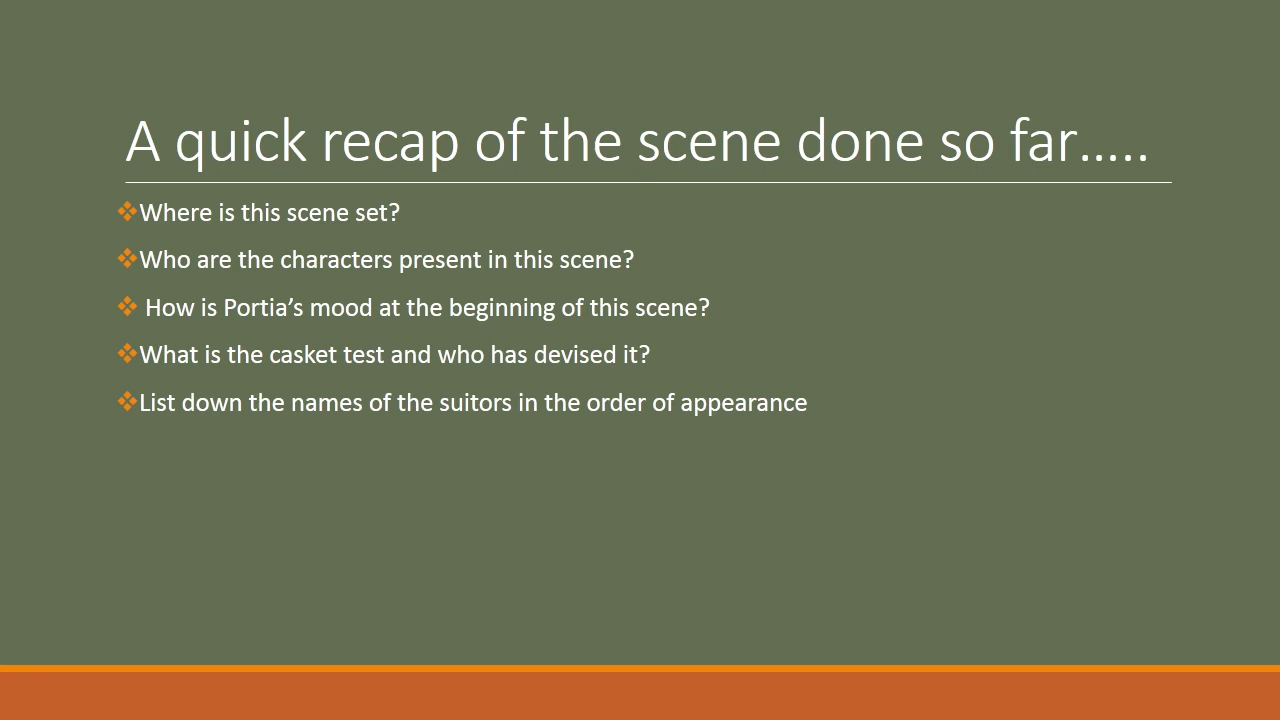 A quick recap of the scene done so far.....
❖Where is this scene set?
❖Who are the characters present in this scene?
❖ How is Portia’s mood at the beginning of this scene?
❖What is the casket test and who has devised it?
❖List down the names of the suitors in the order of appearance